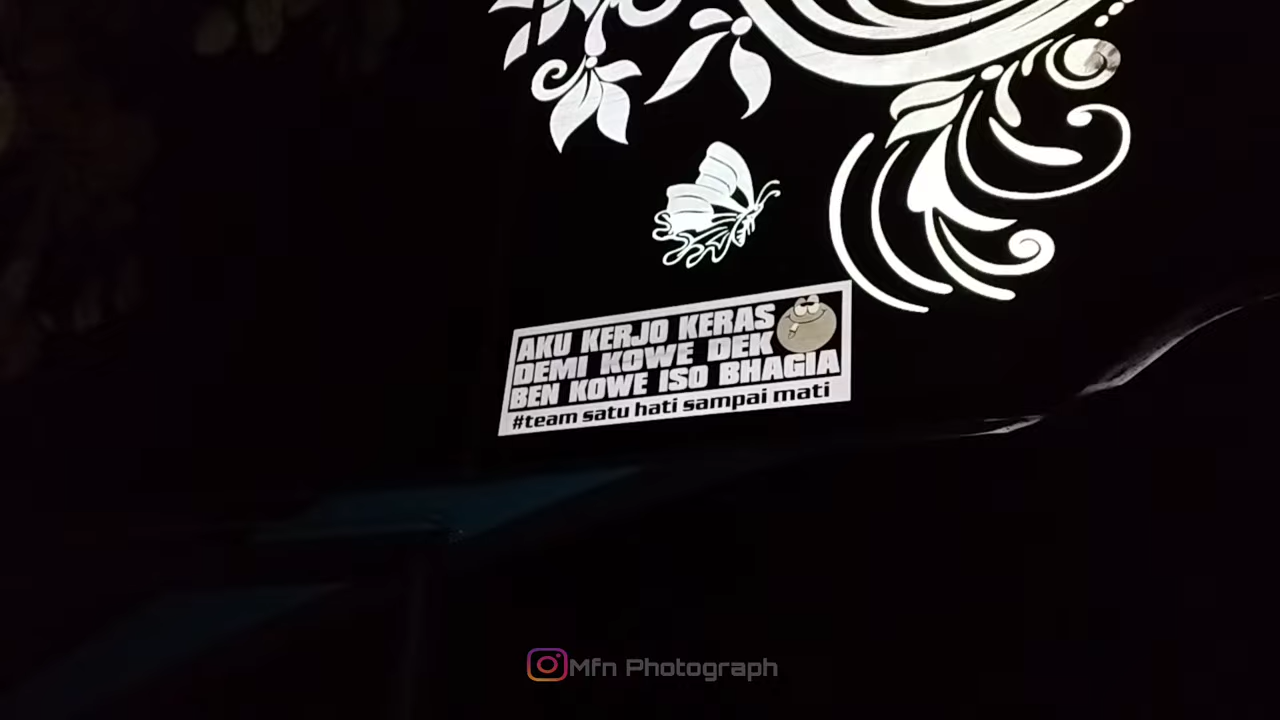 AKU KERJO KERAS
DEMI KOWE DEK
BEN KOWE ISO BHAGIA
#team satu hati sampai mati
Mfn Photograph